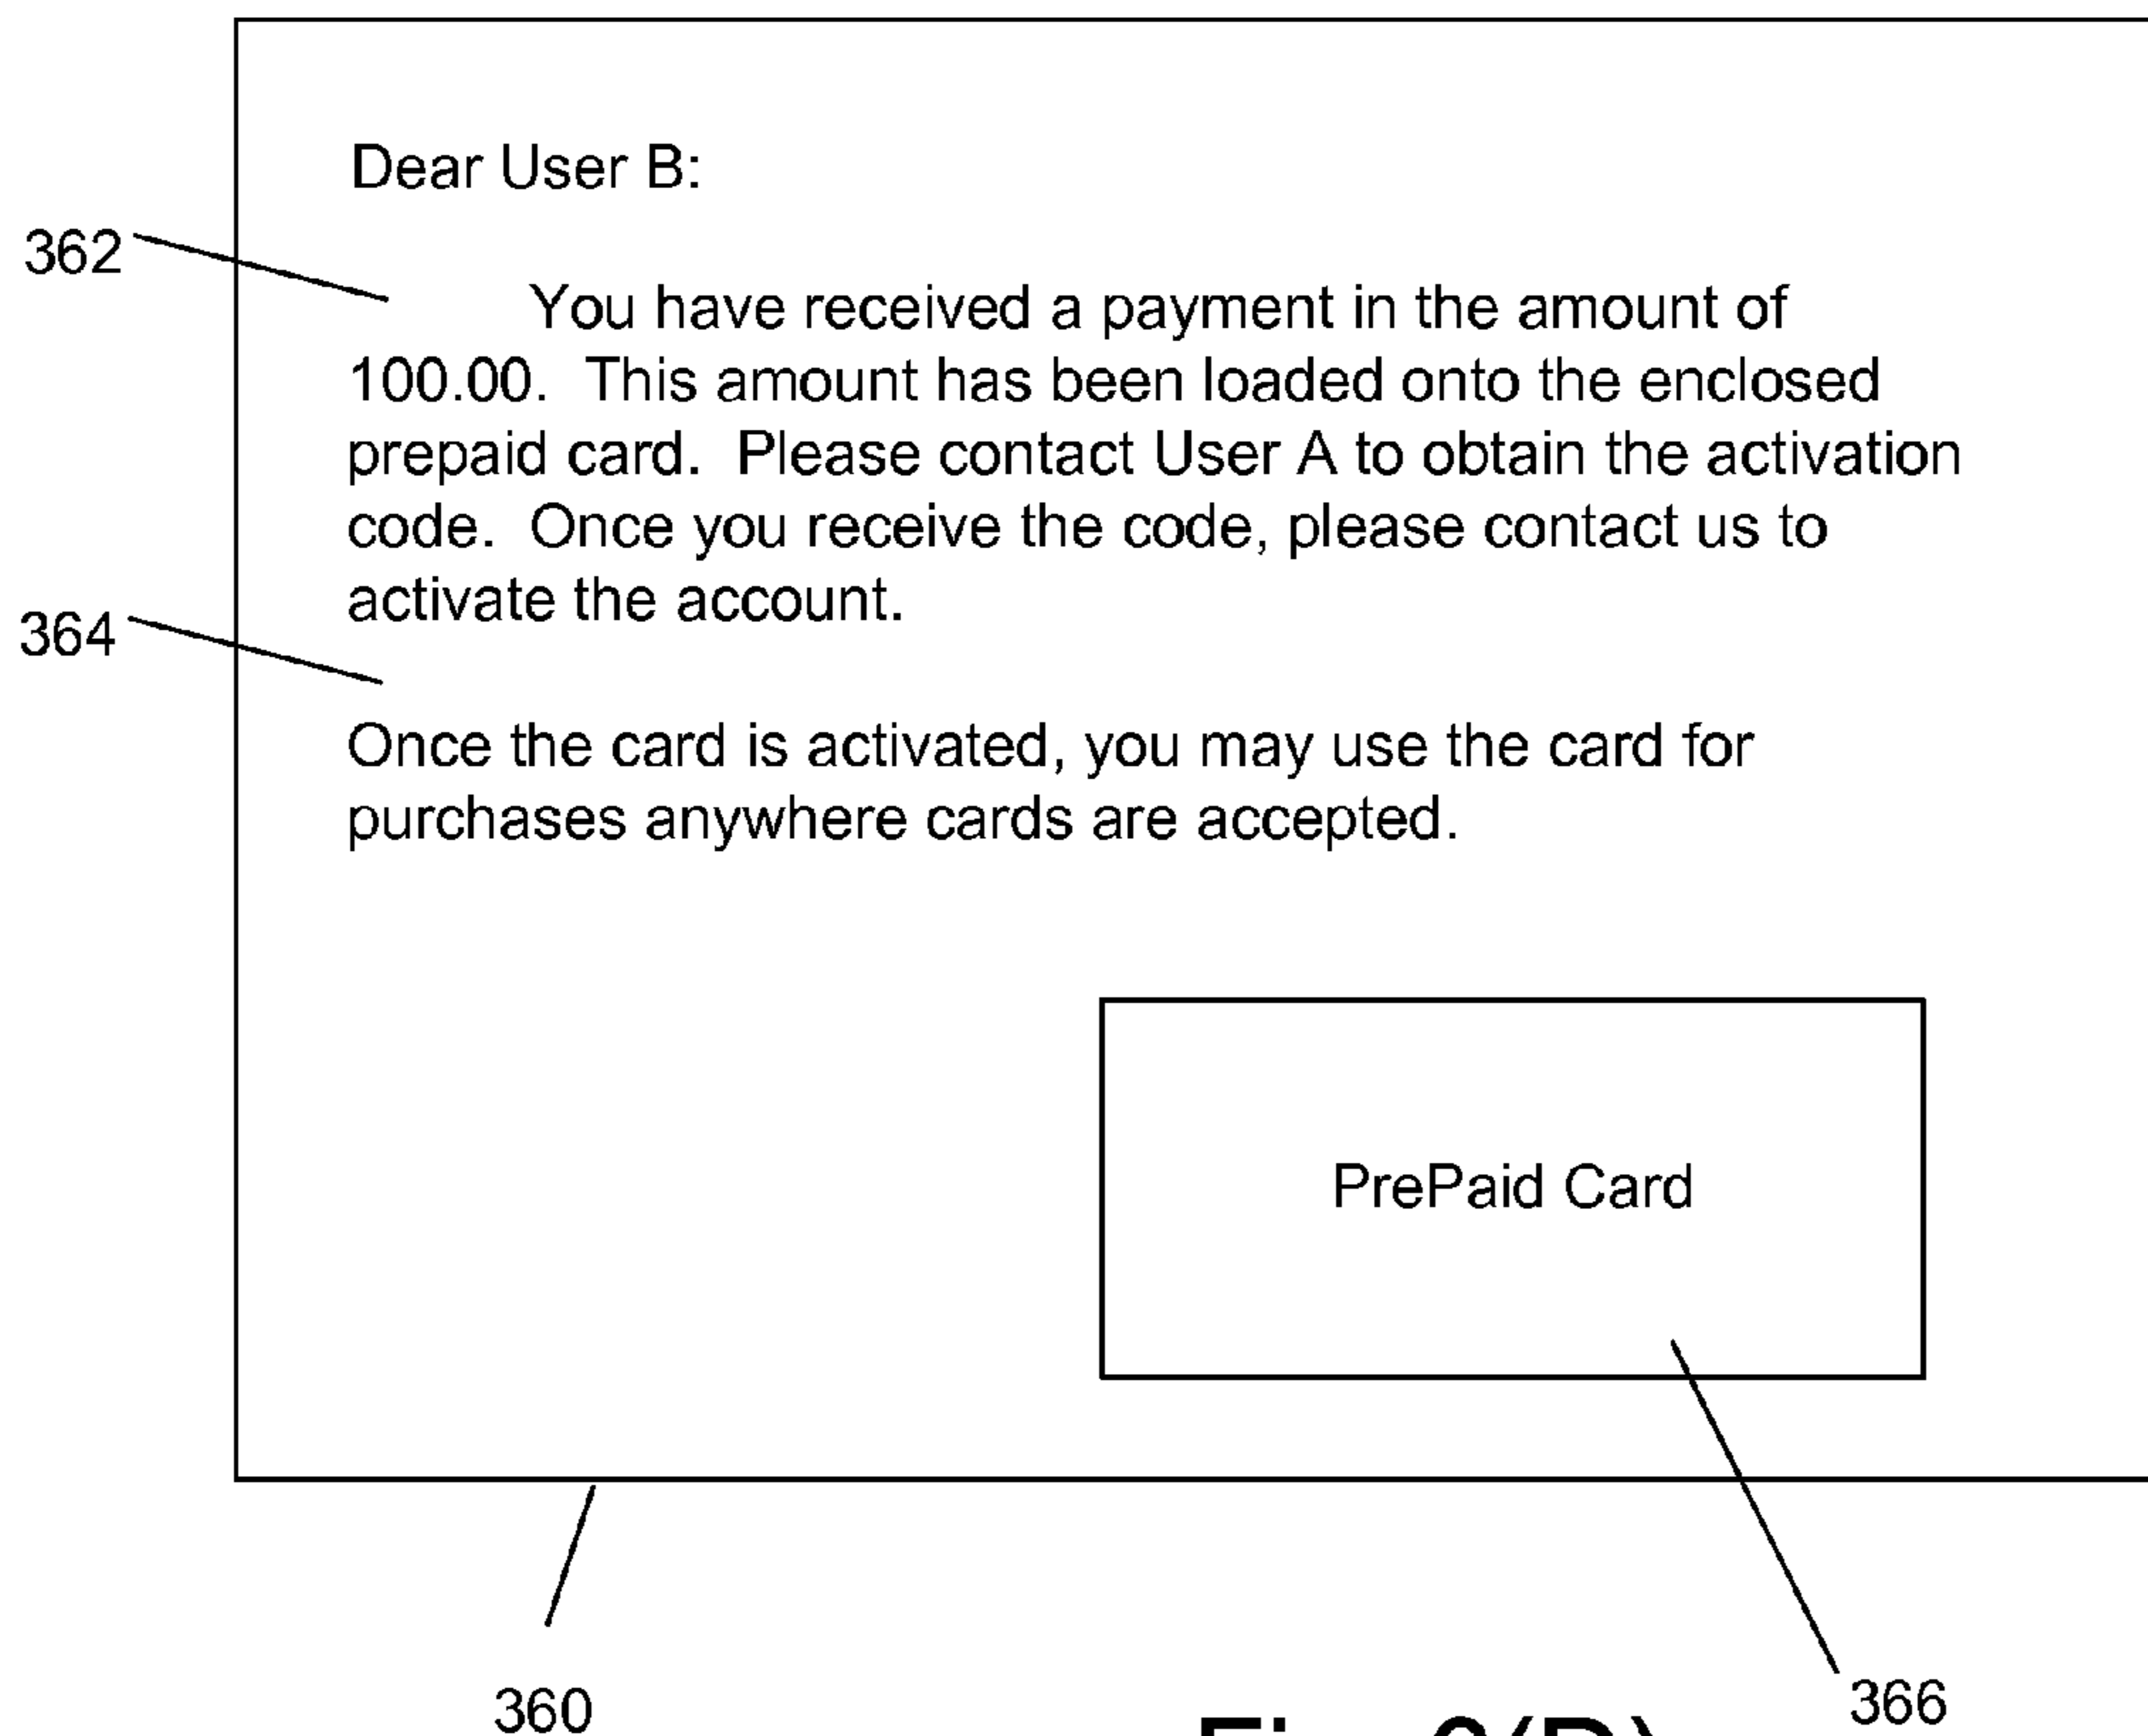 Dear User B:
362
You have received a payment in the amount of
100.00. This amount has been loaded onto the enclosed
prepaid card. Please contact User A to obtain the activation
code. Once you receive the code, please contact us to
activate the account.
364
Once the card is activated, you may use the card for
purchases anywhere cards are accepted.
PrePaid Card
360
366